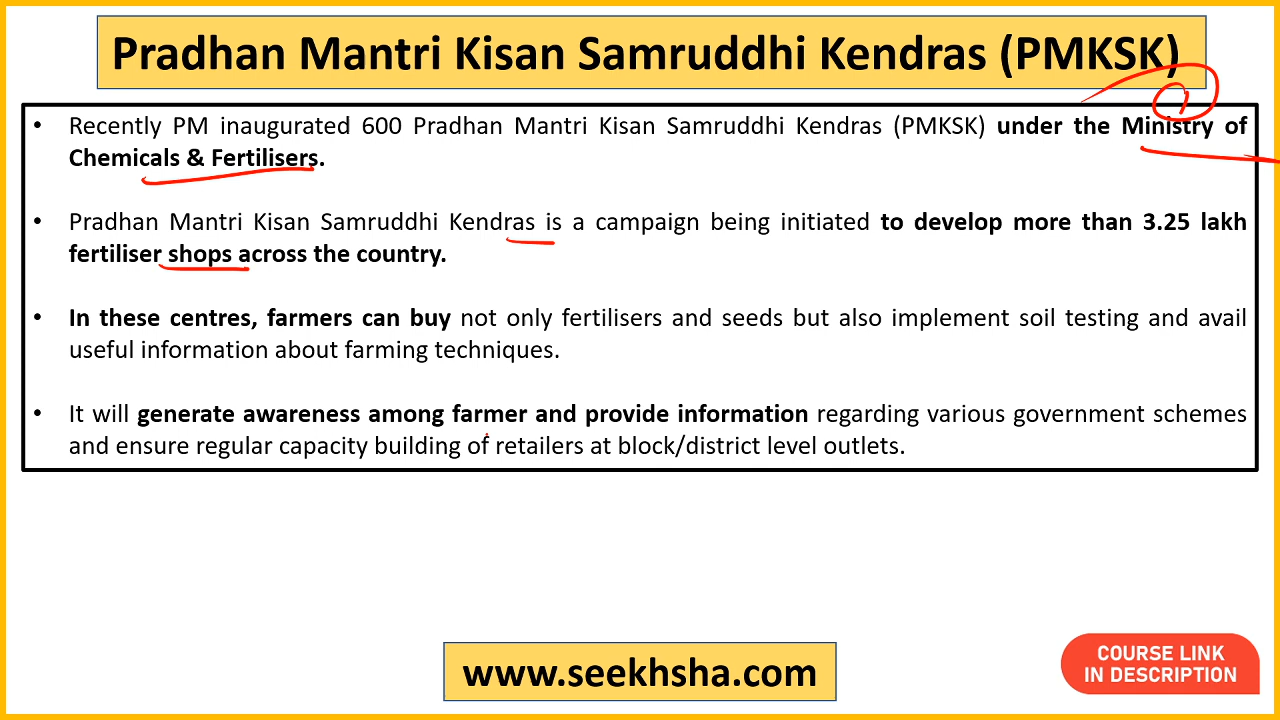 Pradhan Mantri Kisan Samruddhi Kendras (PMKSK)
• Recently PM inaugurated 600 Pradhan Mantri Kisan Samruddhi Kendras (PMKSK) under the Ministry of
Chemicals & Fertilisers.
• Pradhan Mantri Kisan Samruddhi Kendras is a campaign being initiated to develop more than 3.25 lakh
fertiliser shops across the country.
• In these centres, farmers can buy not only fertilisers and seeds but also implement soil testing and avail
useful information about farming techniques.
• It will generate awareness among farmer and provide information regarding various government schemes
and ensure regular capacity building of retailers at block/district level outlets.
www.seekhsha.com
COURSE LINK
IN DESCRIPTION